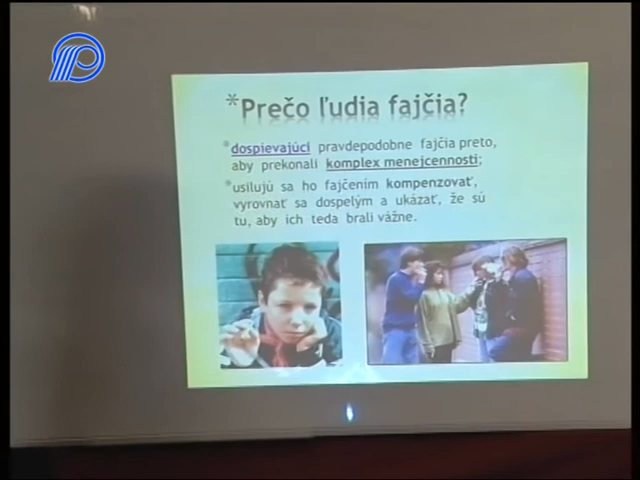 *Prečo ľudia fajčia?
*dospievajúci pravdepodobne fajčia preto,
aby prekonali komplex menejcennosti;
*usilujú sa ho fajčením kompenzovať,
vyrovnať sa dospelým a ukázať, že sú
tu, aby ich teda brali vážne.